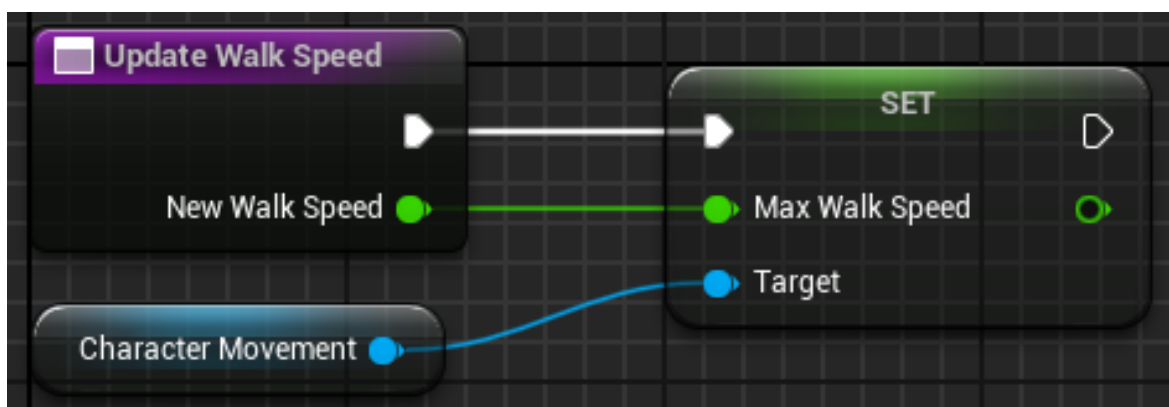 Update Walk Speed
SET
New Walk Speed
Max Walk Speed
Target
Character Movement